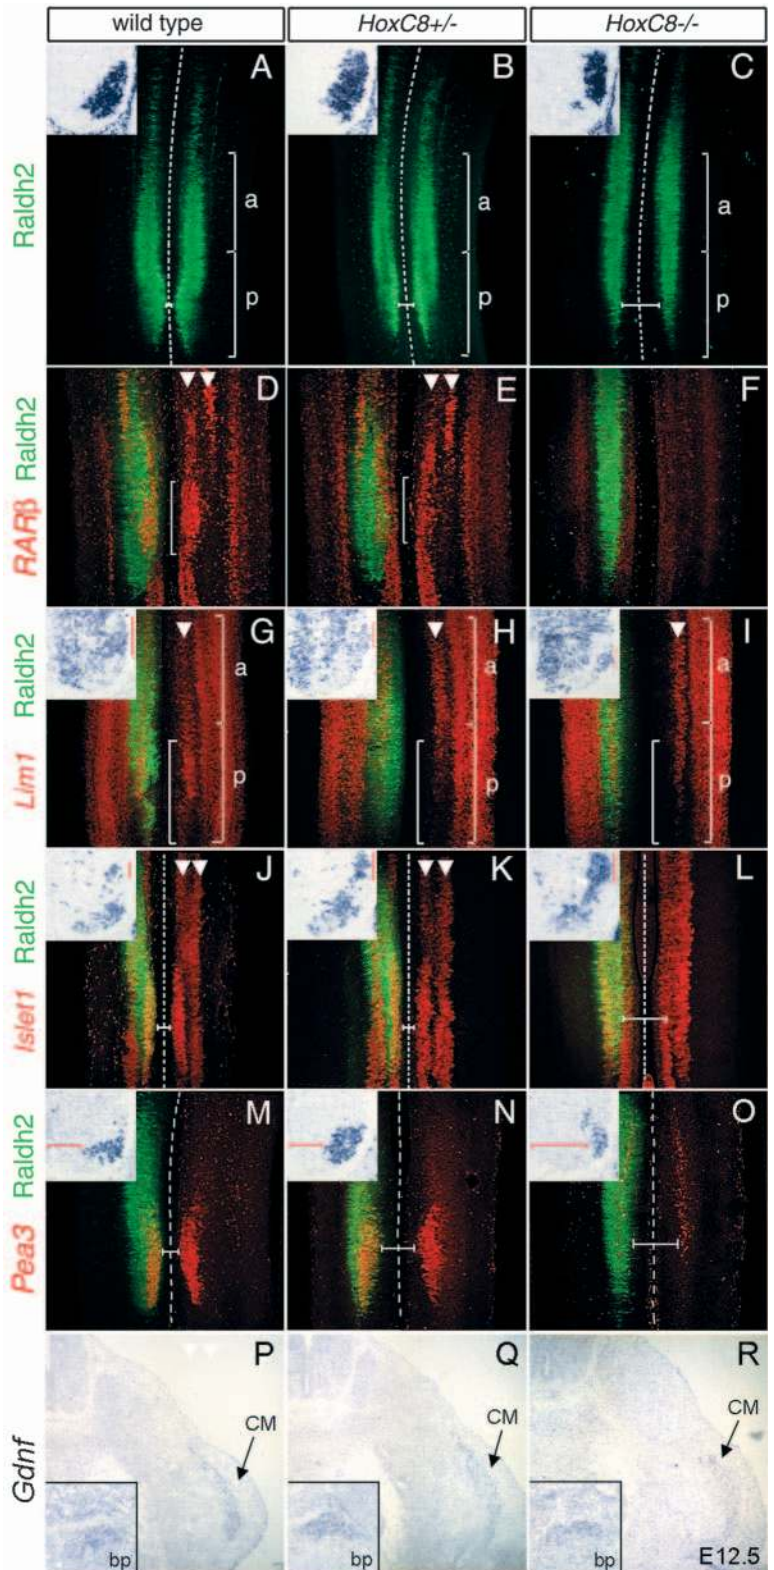 wild type HoxC8+/- HoxC8-/-
Raldh2
A B C
a a a
p p p
RARβ Raldh2
D E F
Lim1 Raldh2
G H I
a
p
Islet1 Raldh2
J K L
Pea3 Raldh2
M N O
Gdnf
P Q R
CM CM CM
bp bp bp
E12.5